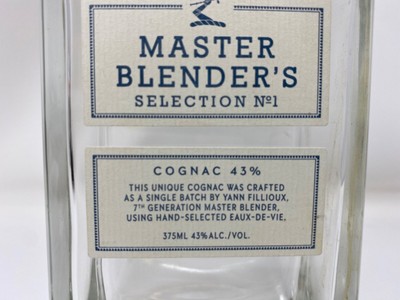 MASTER
BLENDER'S
SELECTION Nº1
COGNAC 43%
THIS UNIQUE COGNAC WAS CRAFTED
AS A SINGLE BATCH BY YANN FILLIOUX,
7TH GENERATION MASTER BLENDER,
USING HAND-SELECTED EAUX-DE-VIE.
375ML 43% ALC./VOL.